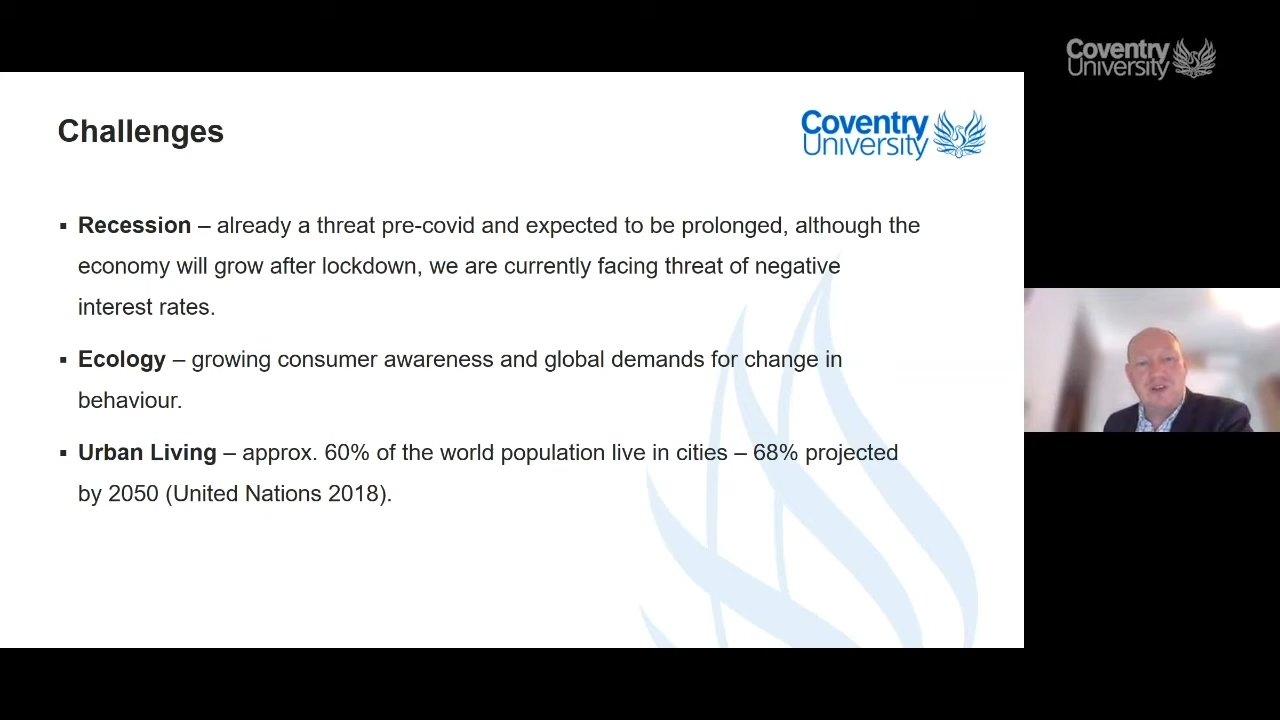 Coventry
University
Challenges
Coventry
University
▪ Recession – already a threat pre-covid and expected to be prolonged, although the
economy will grow after lockdown, we are currently facing threat of negative
interest rates.
▪ Ecology – growing consumer awareness and global demands for change in
behaviour.
▪ Urban Living – approx. 60% of the world population live in cities – 68% projected
by 2050 (United Nations 2018).